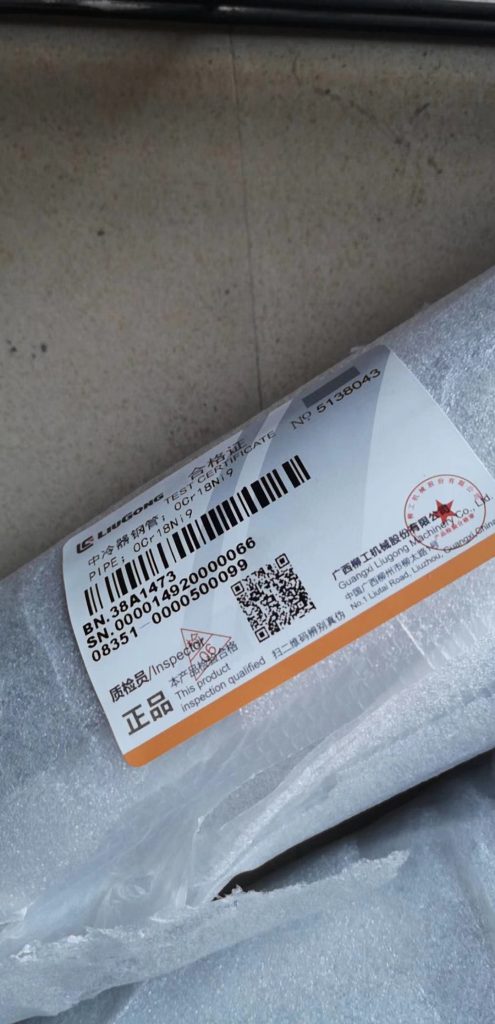 LIUGONG
合格证
TEST CERTIFICATE
№ 5138043
中冷器钢管; 0Cr18Ni9
PIPE; 0Cr18Ni9
BN.38A1473
SN.000014920000066
08351 0000500099
质检员/Inspector
正品
本产品检验合格
This product
inspection qualified
扫二维码辨别真伪
广西柳工机械股份有限公司
Guangxi Liugong Machinery Co., Ltd
中国广西柳州市柳太路1号
No.1 Liutai Road, Liuzhou, Guangxi China